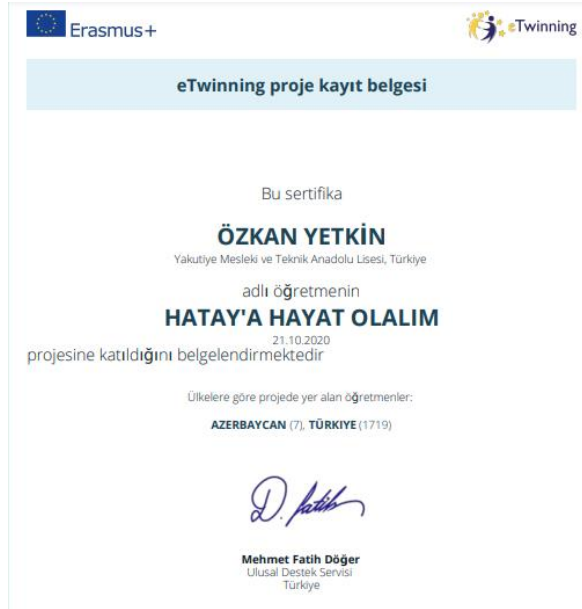 Erasmus+
eTwinning
eTwinning proje kayıt belgesi
Bu sertifika
ÖZKAN YETKİN
Yakutiye Mesleki ve Teknik Anadolu Lisesi, Türkiye
adlı öğretmenin
HATAY'A HAYAT OLALIM
21.10.2020
projesine katıldığını belgelendirmektedir
Ülkelere göre projede yer alan öğretmenler:
AZERBAYCAN (7), TÜRKIYE (1719)
D. fatih
Mehmet Fatih Döğer
Ulusal Destek Servisi
Türkiye